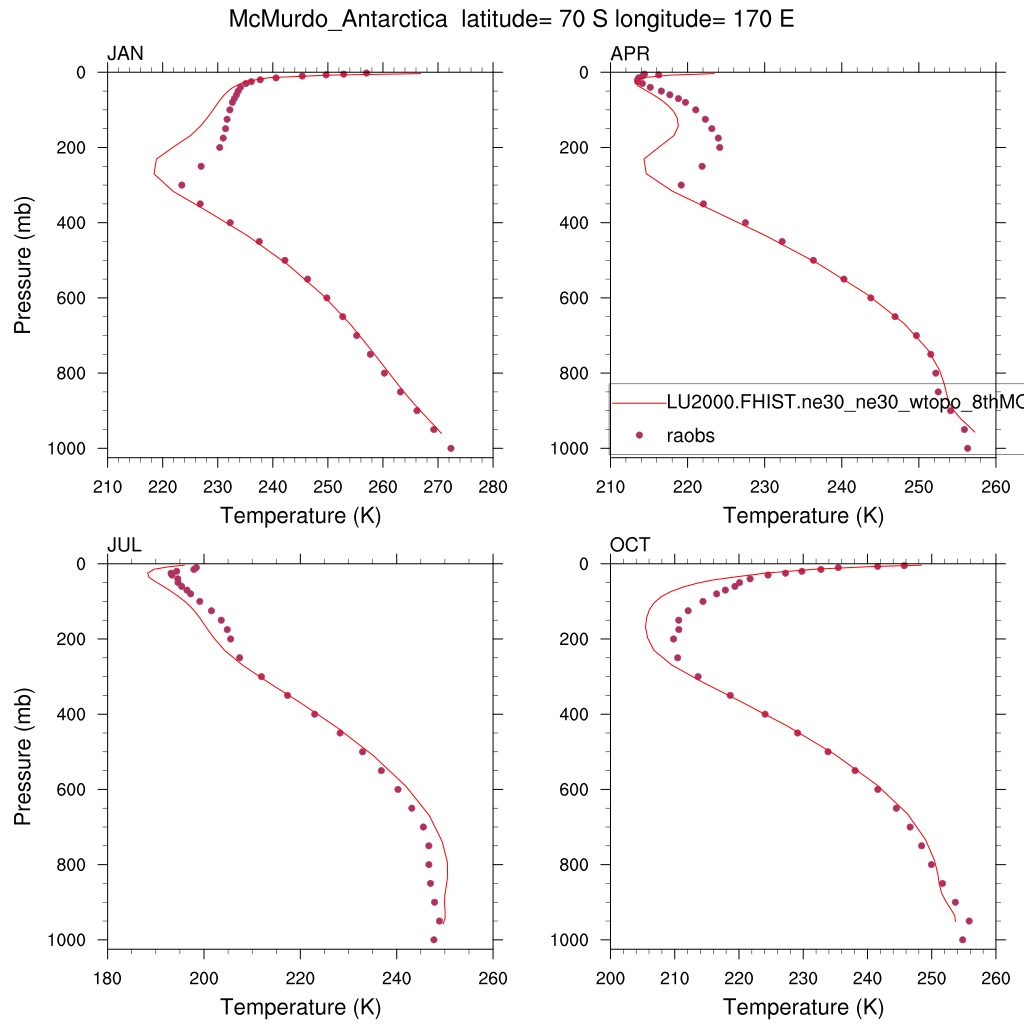 McMurdo_Antarctica latitude= 70 S longitude= 170 E
JAN
0
200
400
600
800
1000
210 220 230 240 250 260 270 280
Temperature (K)
Pressure (mb)
APR
0
200
400
600
800
1000
LU2000.FHIST.ne30_ne30_wtopo_8thMO
raobs
210 220 230 240 250 260
Temperature (K)
JUL
0
200
400
600
800
1000
180 200 220 240 260
Temperature (K)
Pressure (mb)
OCT
0
200
400
600
800
1000
200 210 220 230 240 250 260
Temperature (K)